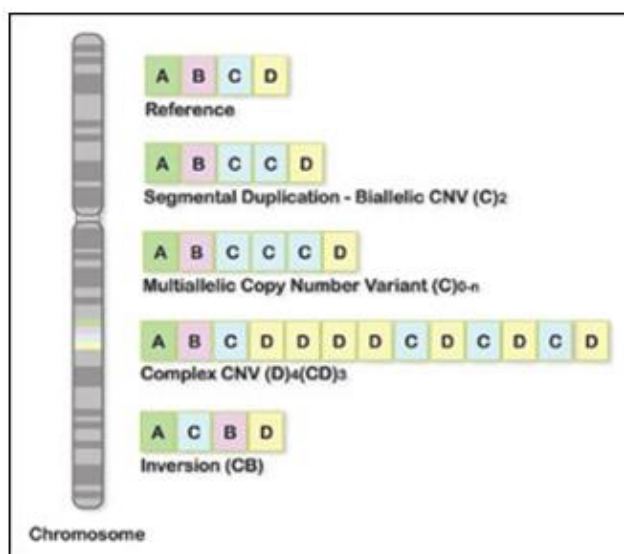 A B C D
Reference
A B C C D
Segmental Duplication - Biallelic CNV (C)2
A B C C C D
Multiallelic Copy Number Variant (C)0-n
A B C D D D D C D C D C D
Complex CNV (D)4(CD)3
A C B D
Inversion (CB)
Chromosome